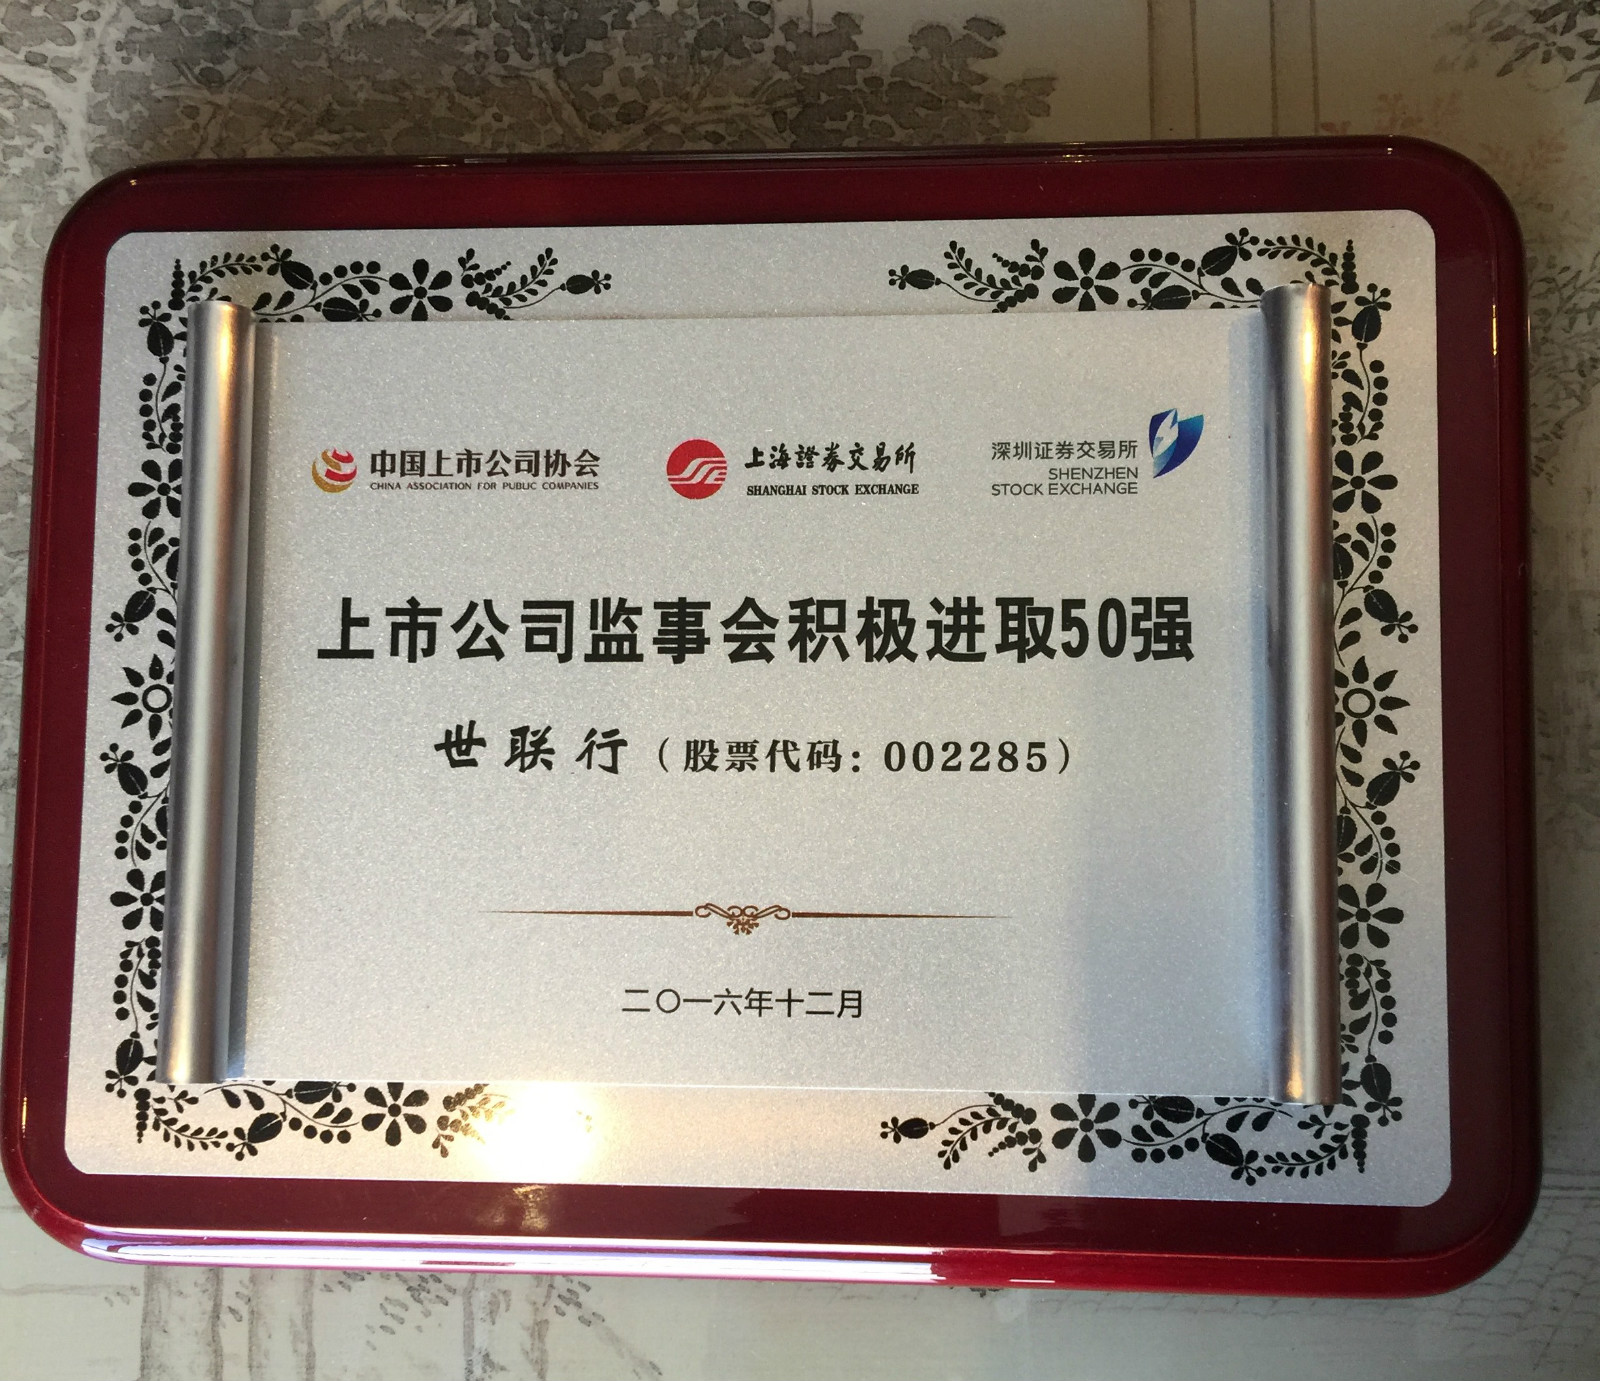 中国上市公司协会
CHINA ASSOCIATION FOR PUBLIC COMPANIES
上海證券交易所
SHANGHAI STOCK EXCHANGE
深圳证券交易所
SHENZHEN
STOCK EXCHANGE
上市公司监事会积极进取50强
世联行（股票代码：002285）
二〇一六年十二月